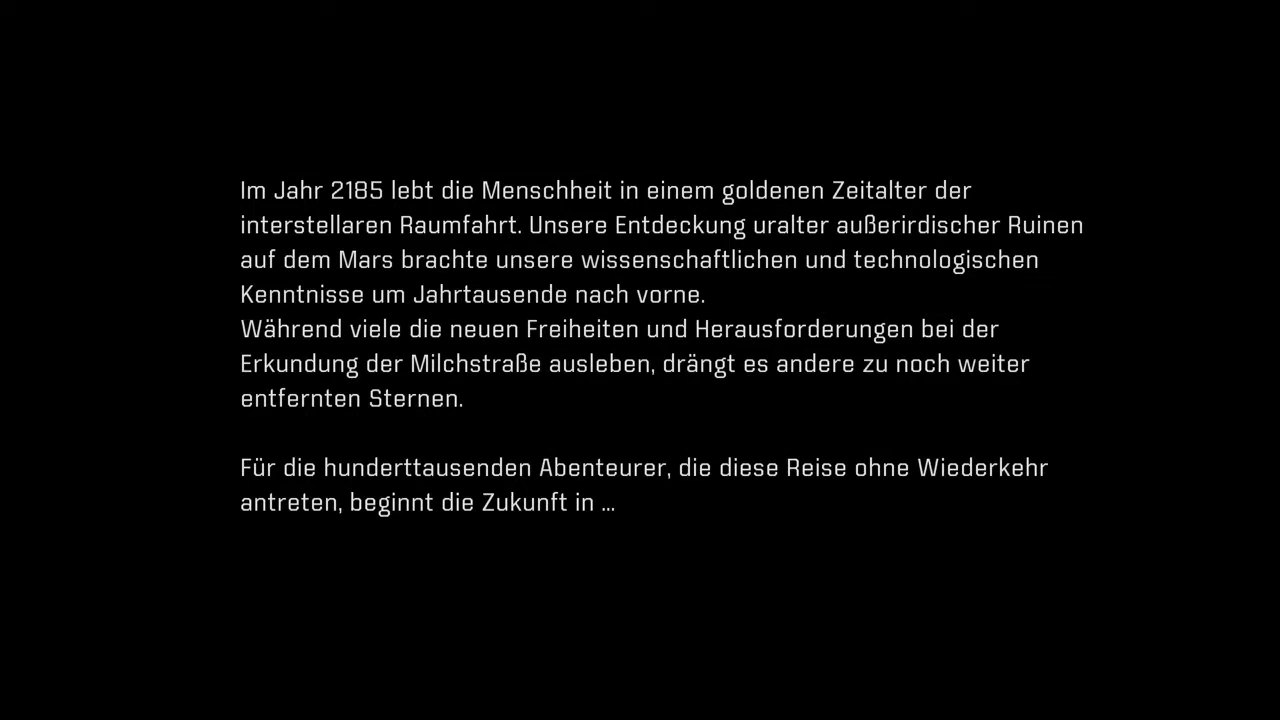 Im Jahr 2185 lebt die Menschheit in einem goldenen Zeitalter der
interstellaren Raumfahrt. Unsere Entdeckung uralter außerirdischer Ruinen
auf dem Mars brachte unsere wissenschaftlichen und technologischen
Kenntnisse um Jahrtausende nach vorne.
Während viele die neuen Freiheiten und Herausforderungen bei der
Erkundung der Milchstraße ausleben, drängt es andere zu noch weiter
entfernten Sternen.
Für die hunderttausenden Abenteurer, die diese Reise ohne Wiederkehr
antreten, beginnt die Zukunft in ...